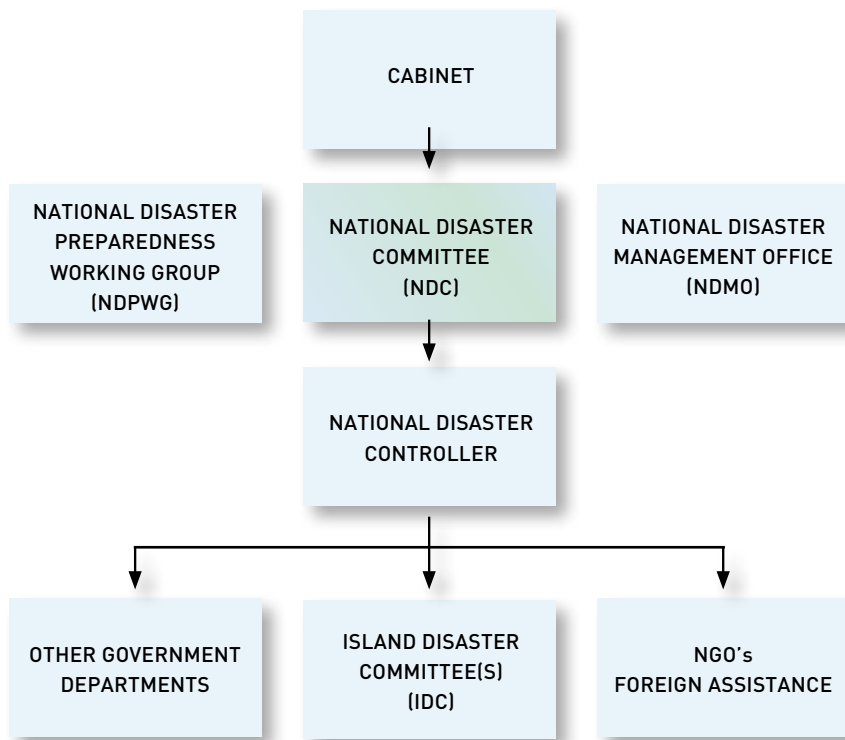 CABINET
NATIONAL DISASTER
PREPAREDNESS
WORKING GROUP
(NDPWG)
NATIONAL DISASTER
COMMITTEE
(NDC)
NATIONAL DISASTER
MANAGEMENT OFFICE
(NDMO)
NATIONAL DISASTER
CONTROLLER
OTHER GOVERNMENT
DEPARTMENTS
ISLAND DISASTER
COMMITTEE(S)
(IDC)
NGO's
FOREIGN ASSISTANCE